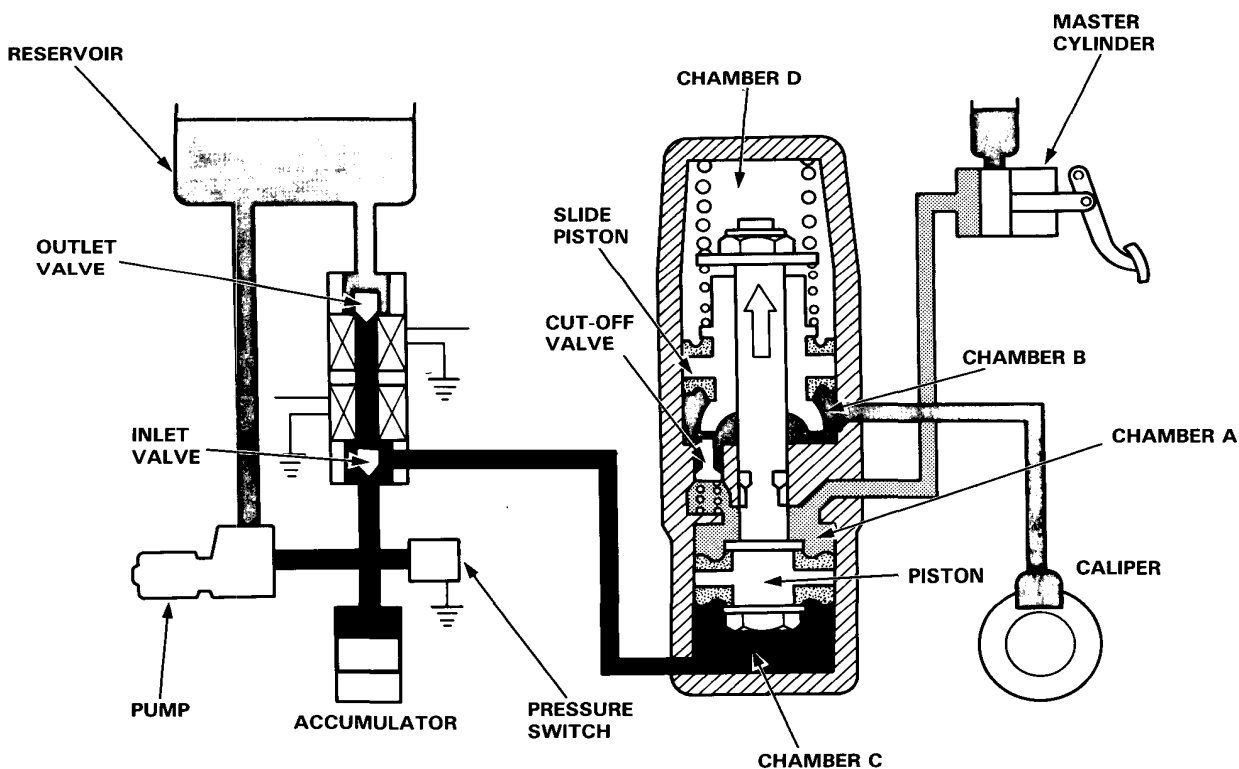 MASTER
CYLINDER
RESERVOIR
CHAMBER D
SLIDE
PISTON
OUTLET
VALVE
CUT-OFF
VALVE
CHAMBER B
INLET
VALVE
CHAMBER A
PISTON
CALIPER
PUMP
ACCUMULATOR
PRESSURE
SWITCH
CHAMBER C